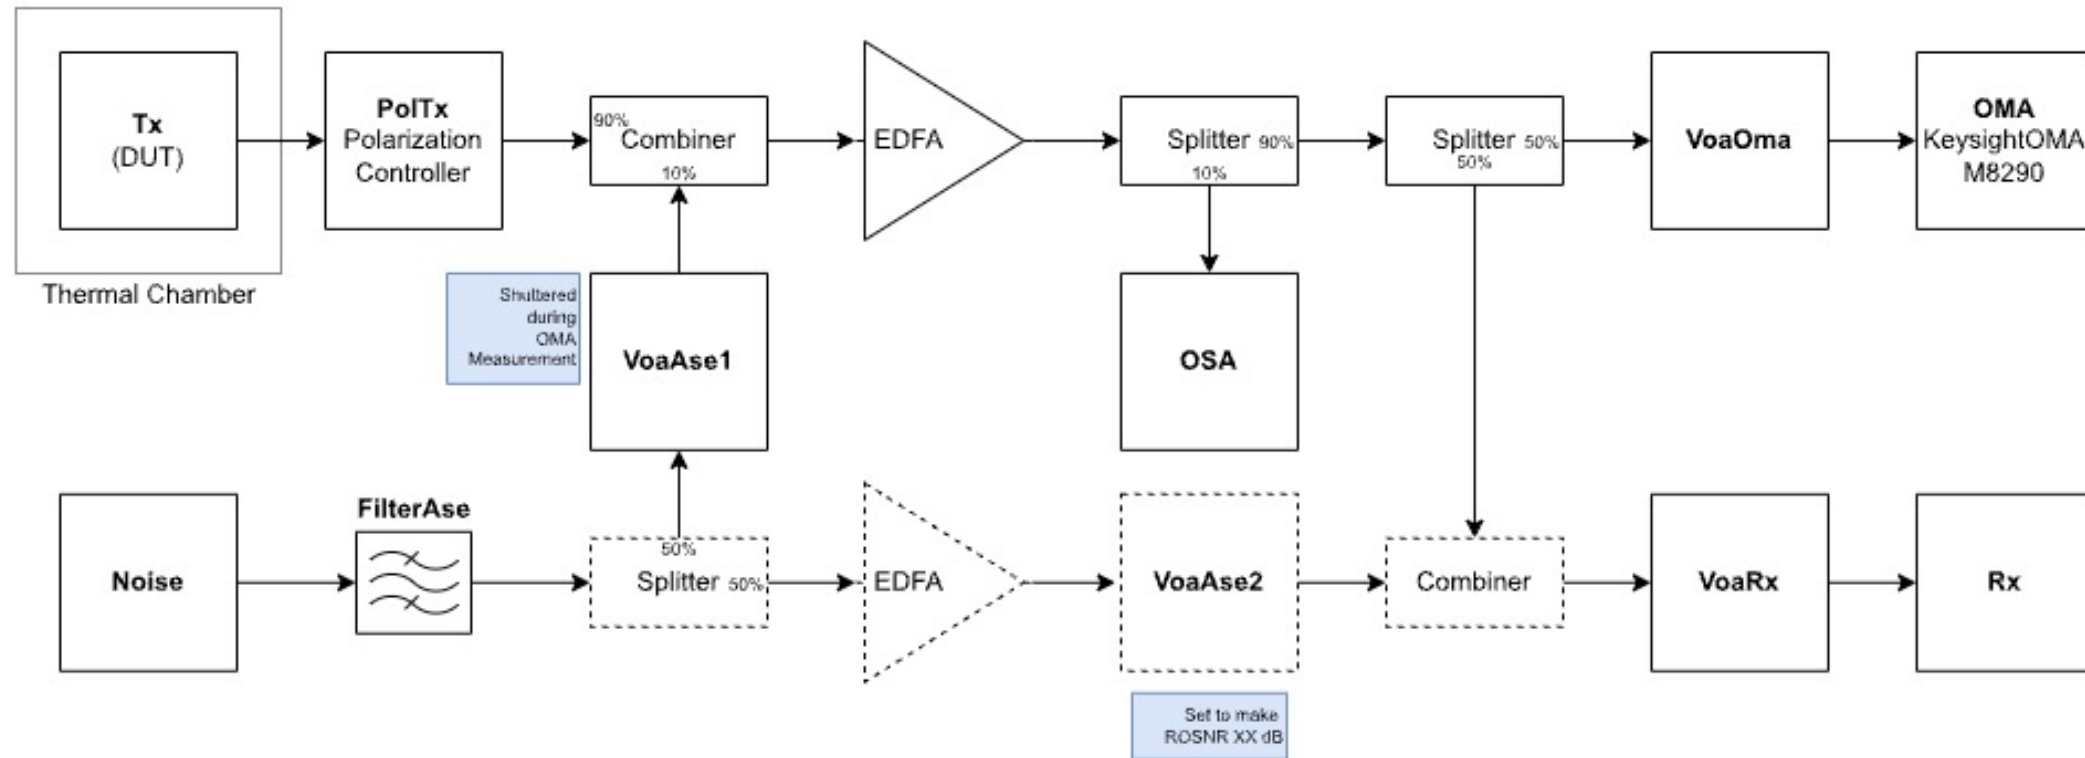 Tx
(DUT)
Thermal Chamber
PolTx
Polarization
Controller
90%
Combiner
10%
EDFA
Splitter 90%
10%
Splitter 50%
50%
VoaOma
OMA
KeysightOMA
M8290
Shuttered
during
OMA
Measurement
VoaAse1
OSA
Noise
FilterAse
50%
Splitter 50%
EDFA
VoaAse2
Combiner
VoaRx
Rx
Set to make
ROSNR XX dB